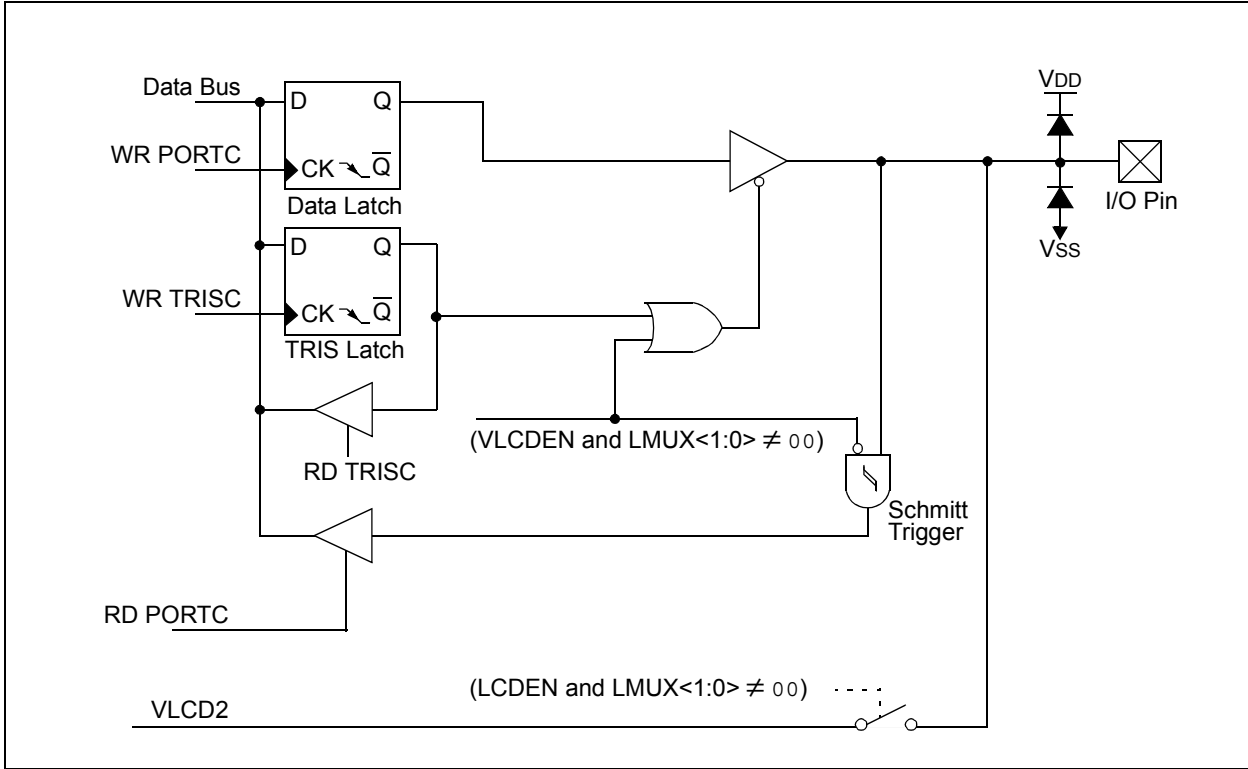 Data Bus
D Q
WR PORTC
CK Q̅
Data Latch
D Q
WR TRISC
CK Q̅
TRIS Latch
RD TRISC
(VLCDEN and LMUX<1:0> ≠ 00)
Schmitt
Trigger
RD PORTC
(LCDEN and LMUX<1:0> ≠ 00)
VLCD2
VDD
I/O Pin
VSS